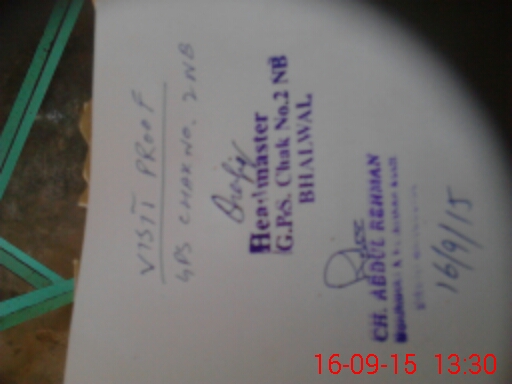 VISIT PROOF
GPS CHAK NO. 2 NB
Headmaster
G.P.S. Chak No.2 NB
BHALWAL
CH. ABDUL REHMAN
16/9/15
16-09-15 13:30